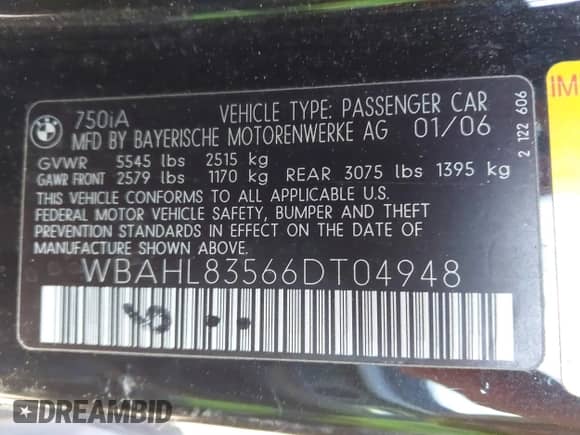 750iA VEHICLE TYPE: PASSENGER CAR
MFD BY BAYERISCHE MOTORENWERKE AG 01/06
GVWR 5545 lbs 2515 kg
GAWR FRONT 2579 lbs 1170 kg REAR 3075 lbs 1395 kg
THIS VEHICLE CONFORMS TO ALL APPLICABLE U.S.
FEDERAL MOTOR VEHICLE SAFETY, BUMPER AND THEFT
PREVENTION STANDARDS IN EFFECT ON THE DATE OF
MANUFACTURE SHOWN ABOVE.
WBAHL83566DT04948
2 122 606
IM
DREAMBID